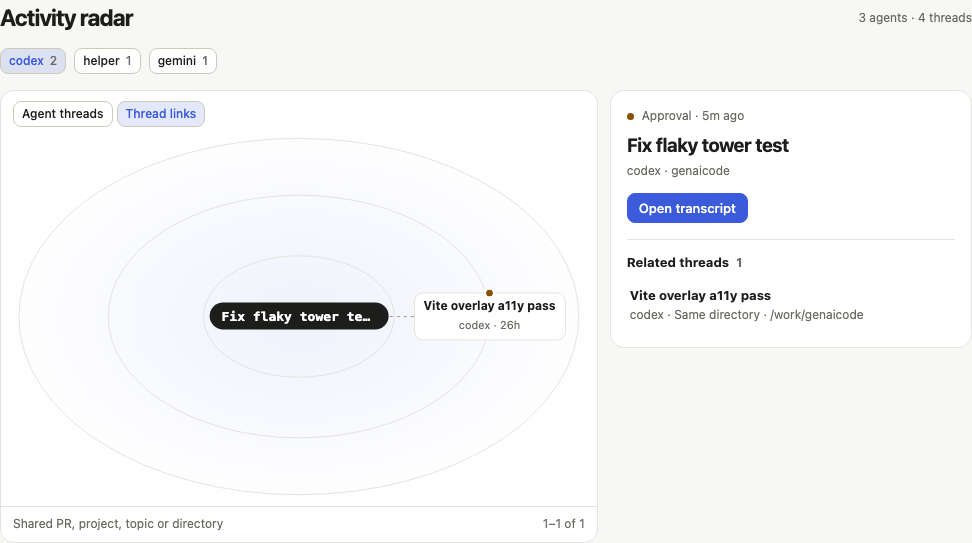 Activity radar
3 agents · 4 threads
codex 2
helper 1
gemini 1
Agent threads
Thread links
Fix flaky tower te…
Vite overlay a11y pass
codex · 26h
Shared PR, project, topic or directory
1–1 of 1
Approval · 5m ago
Fix flaky tower test
codex · genaicode
Open transcript
Related threads 1
Vite overlay a11y pass
codex · Same directory · /work/genaicode